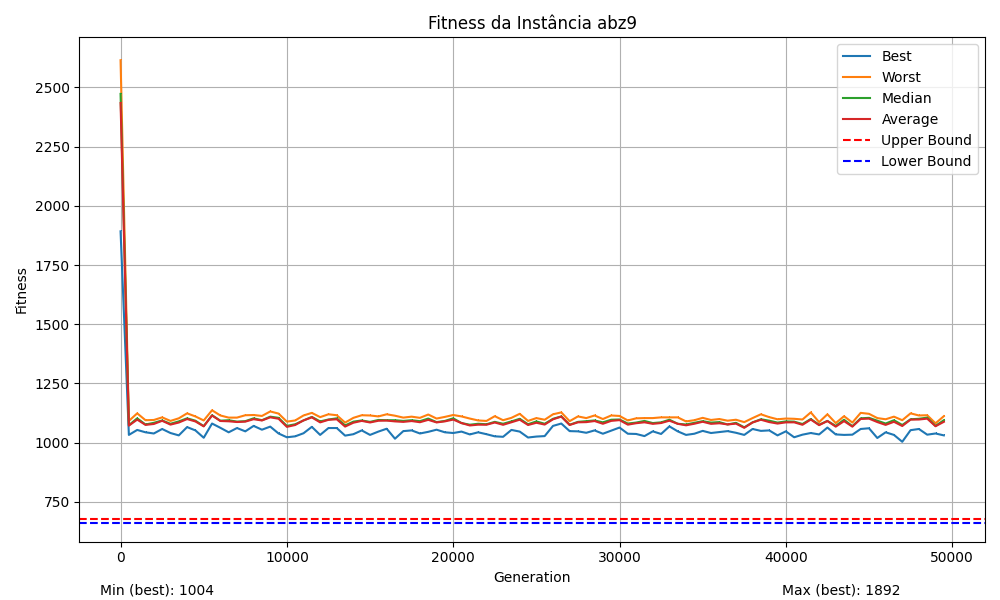 Fitness da Instância abz9
Best
Worst
Median
Average
Upper Bound
Lower Bound
Fitness
2500
2250
2000
1750
1500
1250
1000
750
0
10000
20000
30000
40000
50000
Generation
Min (best): 1004
Max (best): 1892